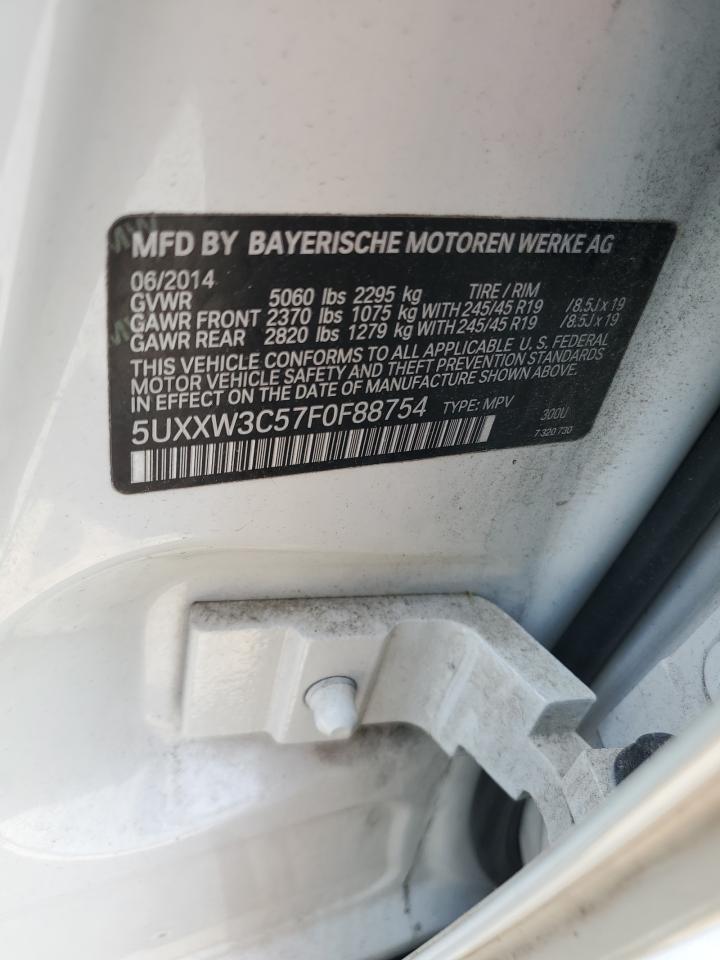 MFD BY BAYERISCHE MOTOREN WERKE AG
06/2014
GVWR 5060 lbs 2295 kg TIRE / RIM
GAWR FRONT 2370 lbs 1075 kg WITH 245/45 R19 /8.5J x 19
GAWR REAR 2820 lbs 1279 kg WITH 245/45 R19 /8.5J x 19
THIS VEHICLE CONFORMS TO ALL APPLICABLE U. S. FEDERAL
MOTOR VEHICLE SAFETY AND THEFT PREVENTION STANDARDS
IN EFFECT ON THE DATE OF MANUFACTURE SHOWN ABOVE.
5UXXW3C57F0F88754 TYPE: MPV 300U
7 320 730